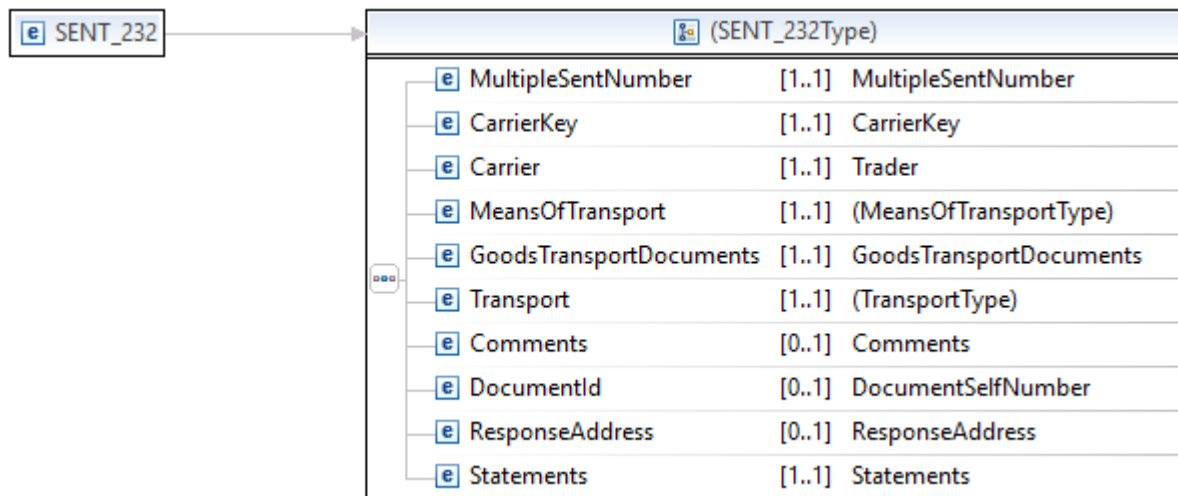 e SENT_232
(SENT_232Type)
e MultipleSentNumber [1..1] MultipleSentNumber
e CarrierKey [1..1] CarrierKey
e Carrier [1..1] Trader
e MeansOfTransport [1..1] (MeansOfTransportType)
e GoodsTransportDocuments [1..1] GoodsTransportDocuments
e Transport [1..1] (TransportType)
e Comments [0..1] Comments
e DocumentId [0..1] DocumentSelfNumber
e ResponseAddress [0..1] ResponseAddress
e Statements [1..1] Statements